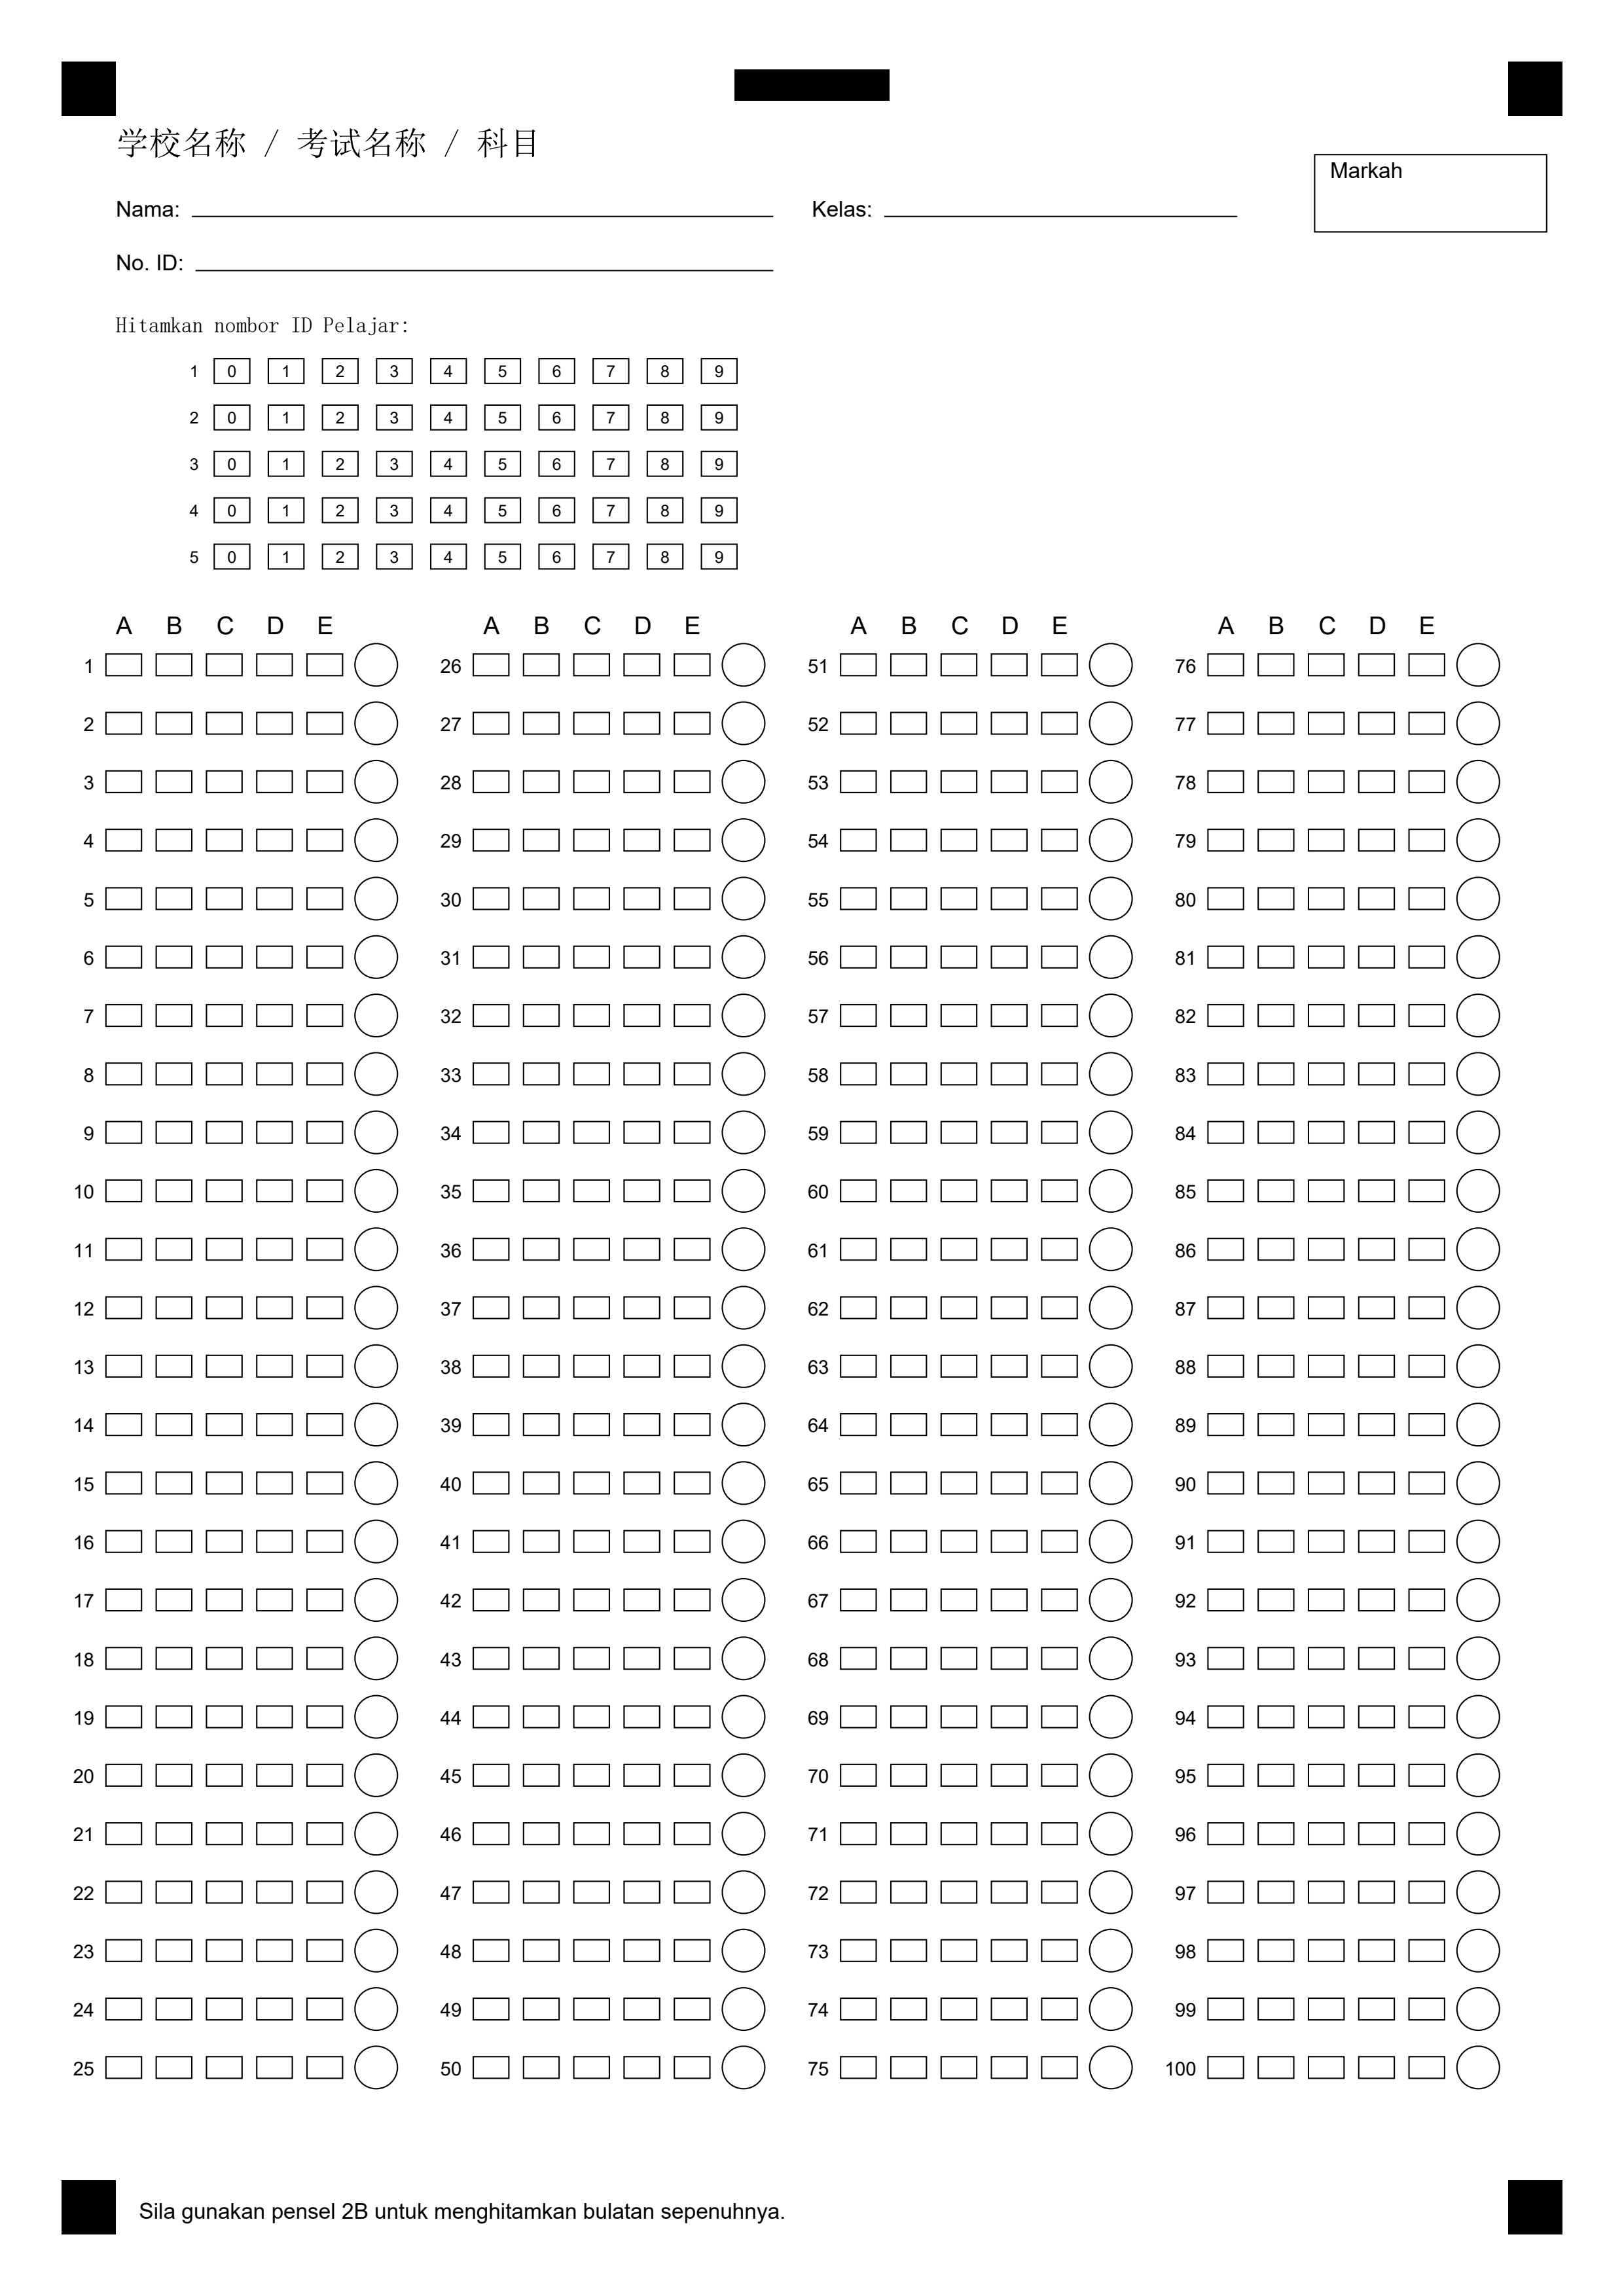 学校名称 / 考试名称 / 科目
Markah
Nama: Kelas:
No. ID:
Hitamkan nombor ID Pelajar:
1 0 1 2 3 4 5 6 7 8 9
2 0 1 2 3 4 5 6 7 8 9
3 0 1 2 3 4 5 6 7 8 9
4 0 1 2 3 4 5 6 7 8 9
5 0 1 2 3 4 5 6 7 8 9
A B C D E A B C D E A B C D E A B C D E
1 26 51 76
2 27 52 77
3 28 53 78
4 29 54 79
5 30 55 80
6 31 56 81
7 32 57 82
8 33 58 83
9 34 59 84
10 35 60 85
11 36 61 86
12 37 62 87
13 38 63 88
14 39 64 89
15 40 65 90
16 41 66 91
17 42 67 92
18 43 68 93
19 44 69 94
20 45 70 95
21 46 71 96
22 47 72 97
23 48 73 98
24 49 74 99
25 50 75 100
Sila gunakan pensel 2B untuk menghitamkan bulatan sepenuhnya.